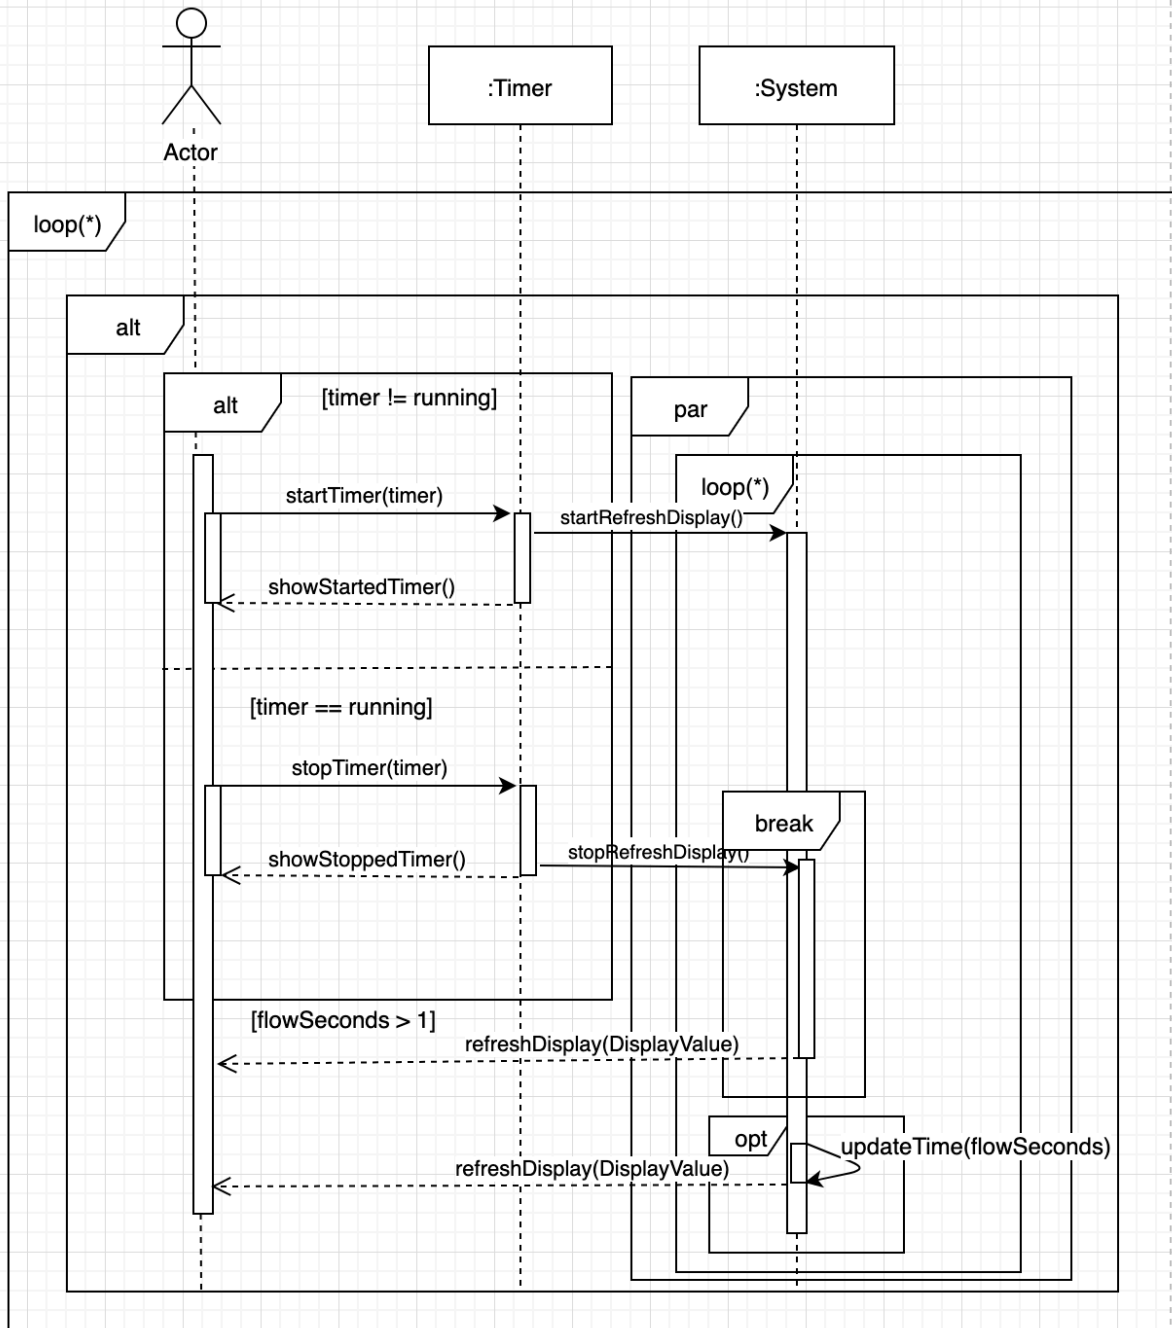 :Timer
:System
Actor
loop(*)
alt
alt
[timer != running]
par
loop(*)
startTimer(timer)
startRefreshDisplay()
showStartedTimer()
[timer == running]
stopTimer(timer)
break
stopRefreshDisplay()
showStoppedTimer()
[flowSeconds > 1]
refreshDisplay(DisplayValue)
opt
updateTime(flowSeconds)
refreshDisplay(DisplayValue)